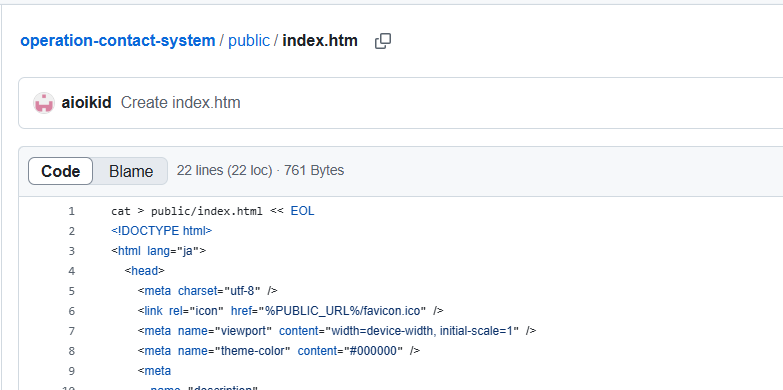 operation-contact-system / public / index.htm
aioikid Create index.htm
Code Blame 22 lines (22 loc) · 761 Bytes
1 cat > public/index.html << EOL
2 <!DOCTYPE html>
3 <html lang="ja">
4 <head>
5 <meta charset="utf-8" />
6 <link rel="icon" href="%PUBLIC_URL%/favicon.ico" />
7 <meta name="viewport" content="width=device-width, initial-scale=1" />
8 <meta name="theme-color" content="#000000" />
9 <meta
10 name="description"